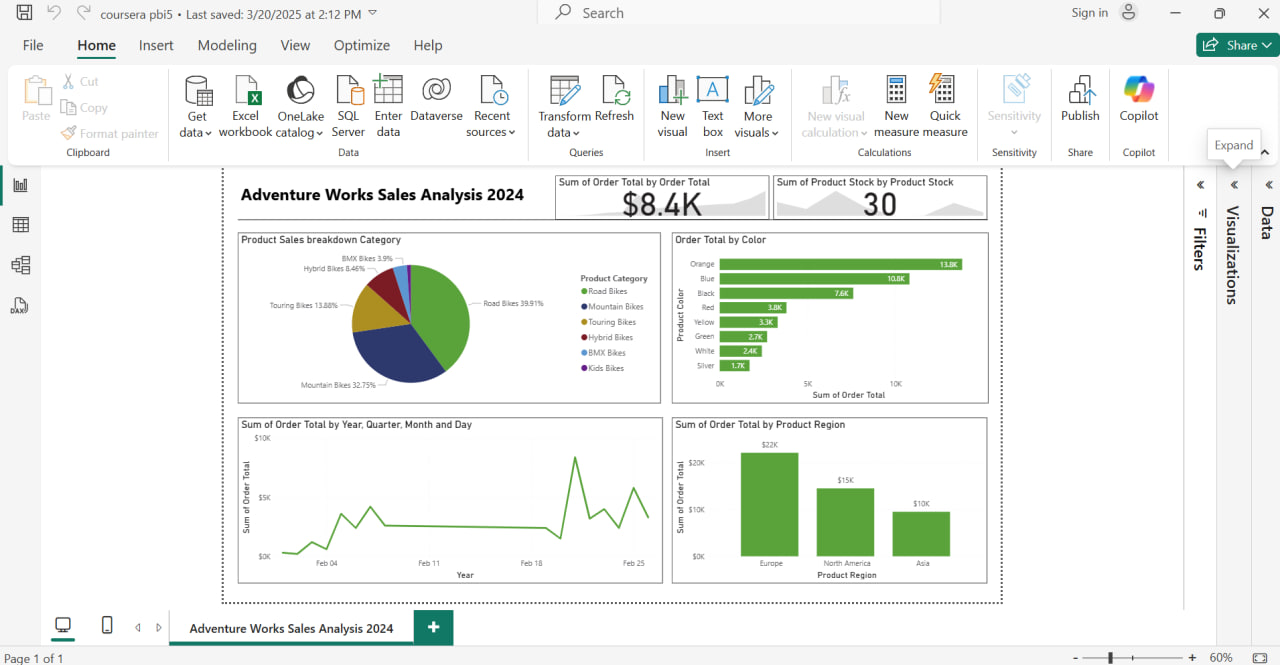 coursera pbi5 • Last saved: 3/20/2025 at 2:12 PM
Search
Sign in
File Home Insert Modeling View Optimize Help
Share
Paste
Cut
Copy
Format painter
Clipboard
Get data
Excel workbook
OneLake catalog
SQL Server
Enter data
Dataverse
Recent sources
Data
Transform data
Refresh
Queries
New visual
Text box
More visuals
Insert
New visual calculation
New measure
Quick measure
Calculations
Sensitivity
Sensitivity
Publish
Share
Copilot
Copilot
Expand
Filters
Visualizations
Data
DAX
Adventure Works Sales Analysis 2024
Sum of Order Total by Order Total
$8.4K
Sum of Product Stock by Product Stock
30
Product Sales breakdown Category
BMX Bikes 3.9%
Hybrid Bikes 8.46%
Touring Bikes 13.88%
Road Bikes 39.91%
Mountain Bikes 32.75%
Product Category
Road Bikes
Mountain Bikes
Touring Bikes
Hybrid Bikes
BMX Bikes
Kids Bikes
Order Total by Color
Product Color
Orange 13.8K
Blue 10.8K
Black 7.6K
Red 3.8K
Yellow 3.3K
Green 2.7K
White 2.4K
Silver 1.7K
0K 5K 10K
Sum of Order Total
Sum of Order Total by Year, Quarter, Month and Day
Sum of Order Total
$10K
$5K
$0K
Feb 04 Feb 11 Feb 18 Feb 25
Year
Sum of Order Total by Product Region
Sum of Order Total
$20K
$10K
$0K
$22K
$15K
$10K
Europe North America Asia
Product Region
Adventure Works Sales Analysis 2024
Page 1 of 1
- + 60%